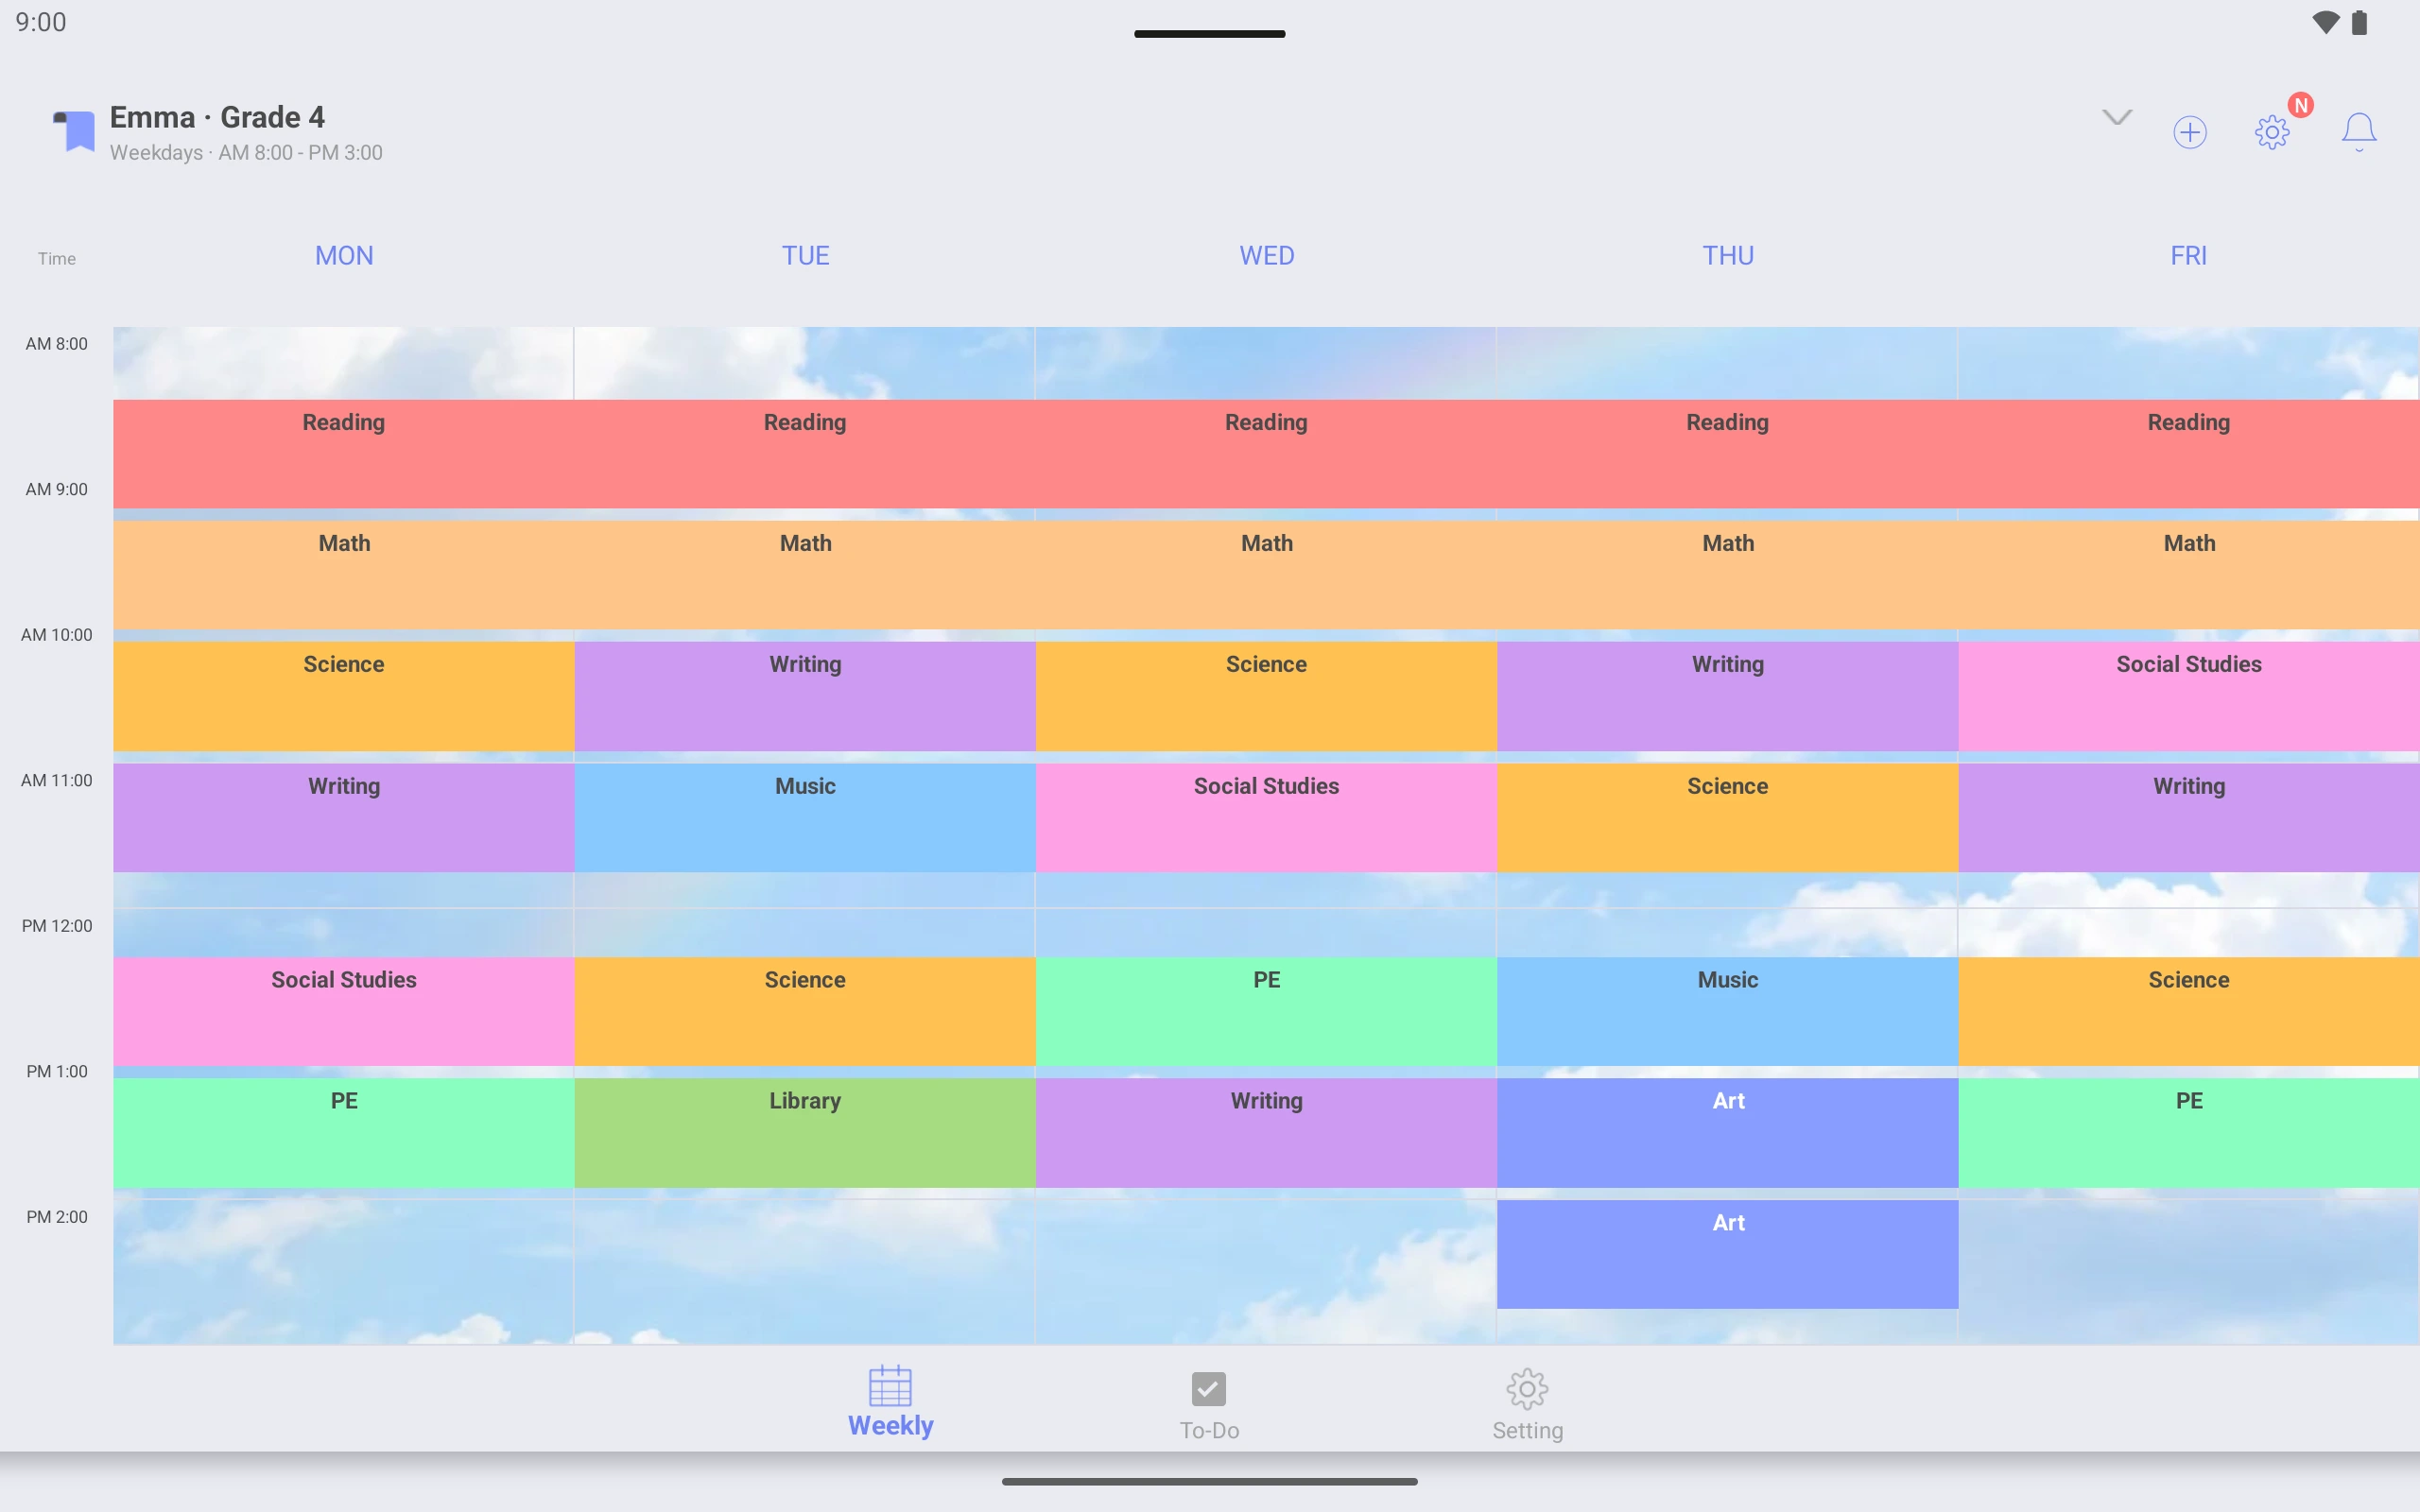 9:00
Emma · Grade 4
N
Weekdays · AM 8:00 - PM 3:00
Time MON TUE WED THU FRI
AM 8:00
Reading Reading Reading Reading Reading
AM 9:00
Math Math Math Math Math
AM 10:00
Science Writing Science Writing Social Studies
AM 11:00
Writing Music Social Studies Science Writing
PM 12:00
Social Studies Science PE Music Science
PM 1:00
PE Library Writing Art PE
PM 2:00
Art
Weekly To-Do Setting